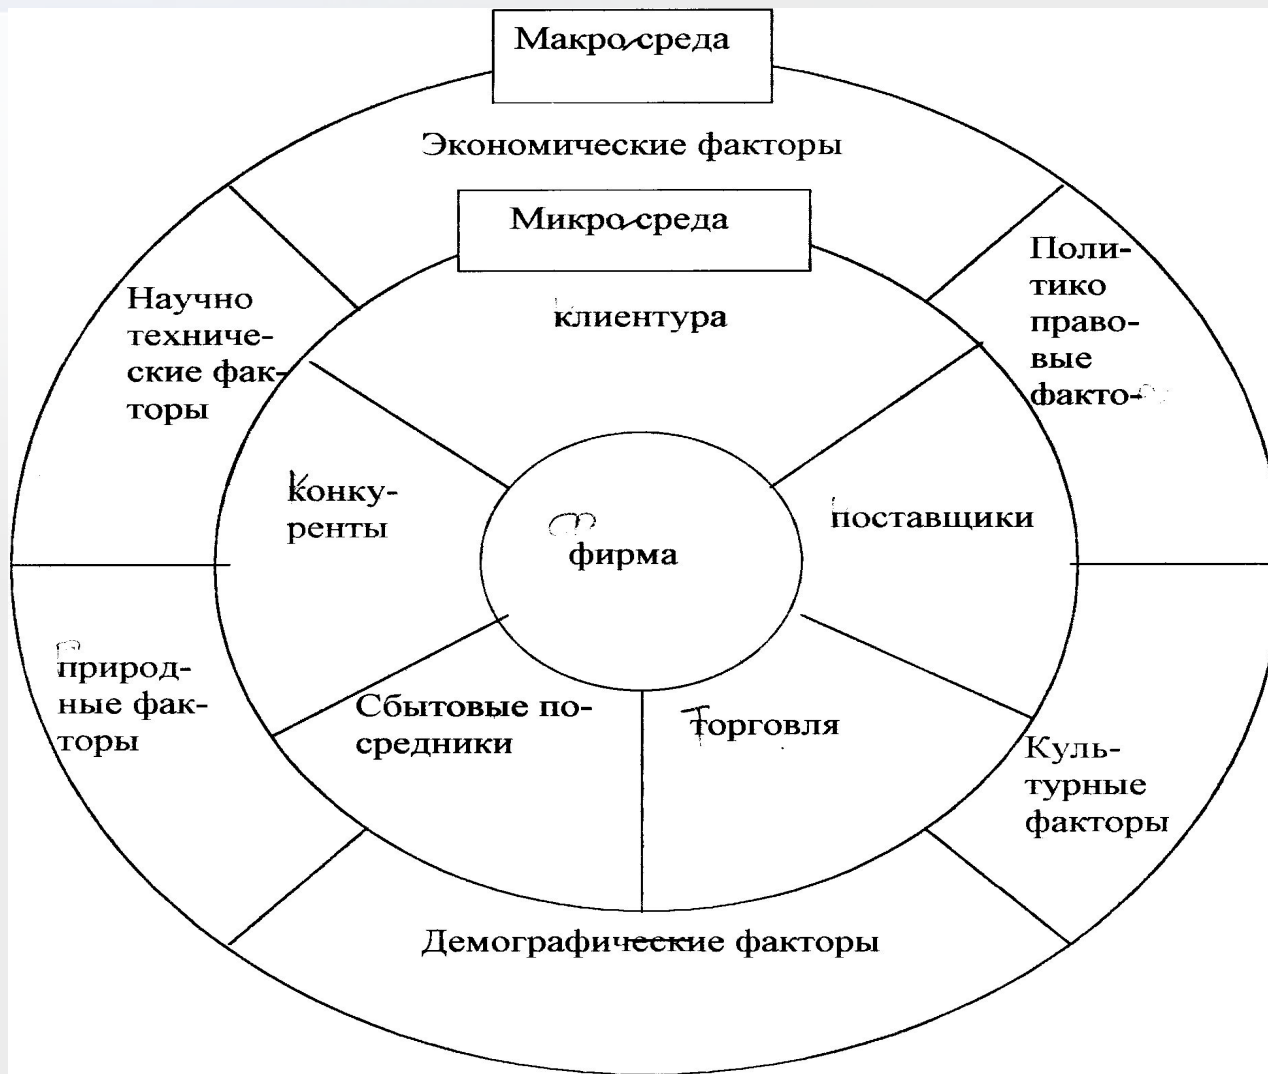 Макро-среда
Экономические факторы
Микро-среда
Поли-
тико
право-
вые
факто-
Научно
техниче-
ские фак-
торы
клиентура
конку-
ренты
поставщики
фирма
природ-
ные фак-
торы
Сбытовые по-
средники
торговля
Куль-
турные
факторы
Демографические факторы